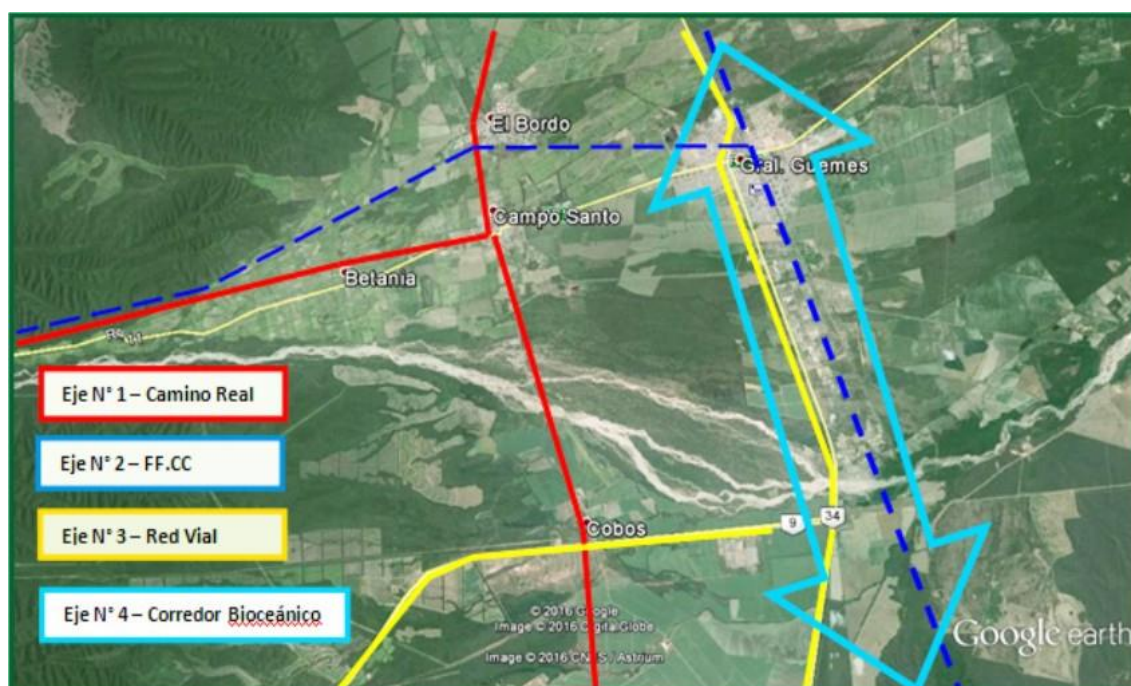 El Bordo
Gral. Guemes
Campo Santo
Betania
Eje N° 1 – Camino Real
Eje N° 2 – FF.CC
Eje N° 3 – Red Vial
Eje N° 4 – Corredor Bioceánico
Cobos
9
34
© 2016 Google
Image © 2016 DigitalGlobe
Image © 2016 CNES / Astrium
Google earth